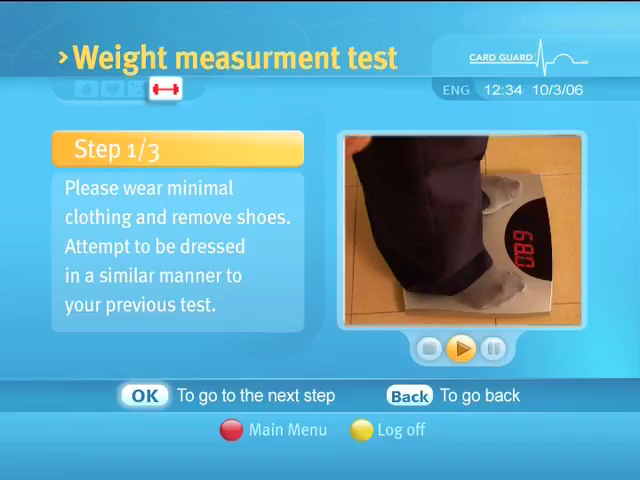 > Weight measurment test
CARD GUARD
ENG 12:34 10/3/06
Step 1/3
Please wear minimal
clothing and remove shoes.
Attempt to be dressed
in a similar manner to
your previous test.
OK To go to the next step
Back To go back
Main Menu
Log off